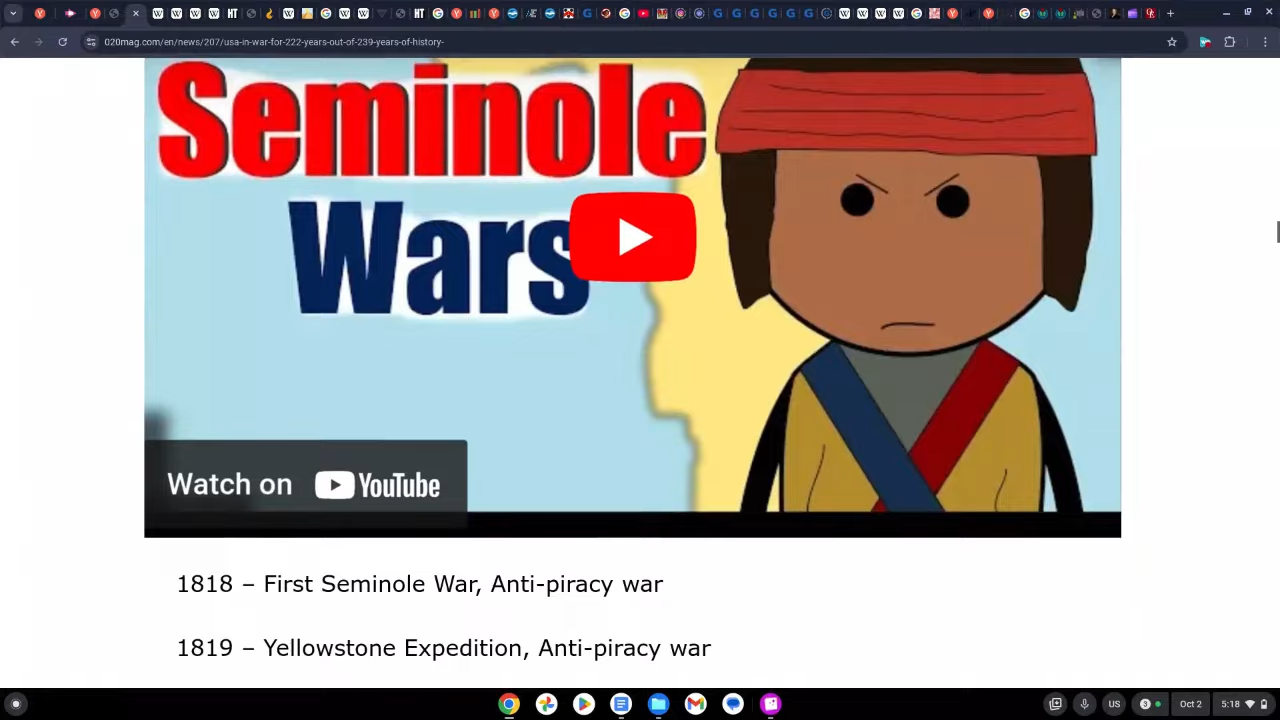 020mag.com/en/news/207/usa-in-war-for-222-years-out-of-239-years-of-history-
Seminole
Wars
Watch on YouTube
1818 – First Seminole War, Anti-piracy war
1819 – Yellowstone Expedition, Anti-piracy war
US
3
Oct 2
5:18